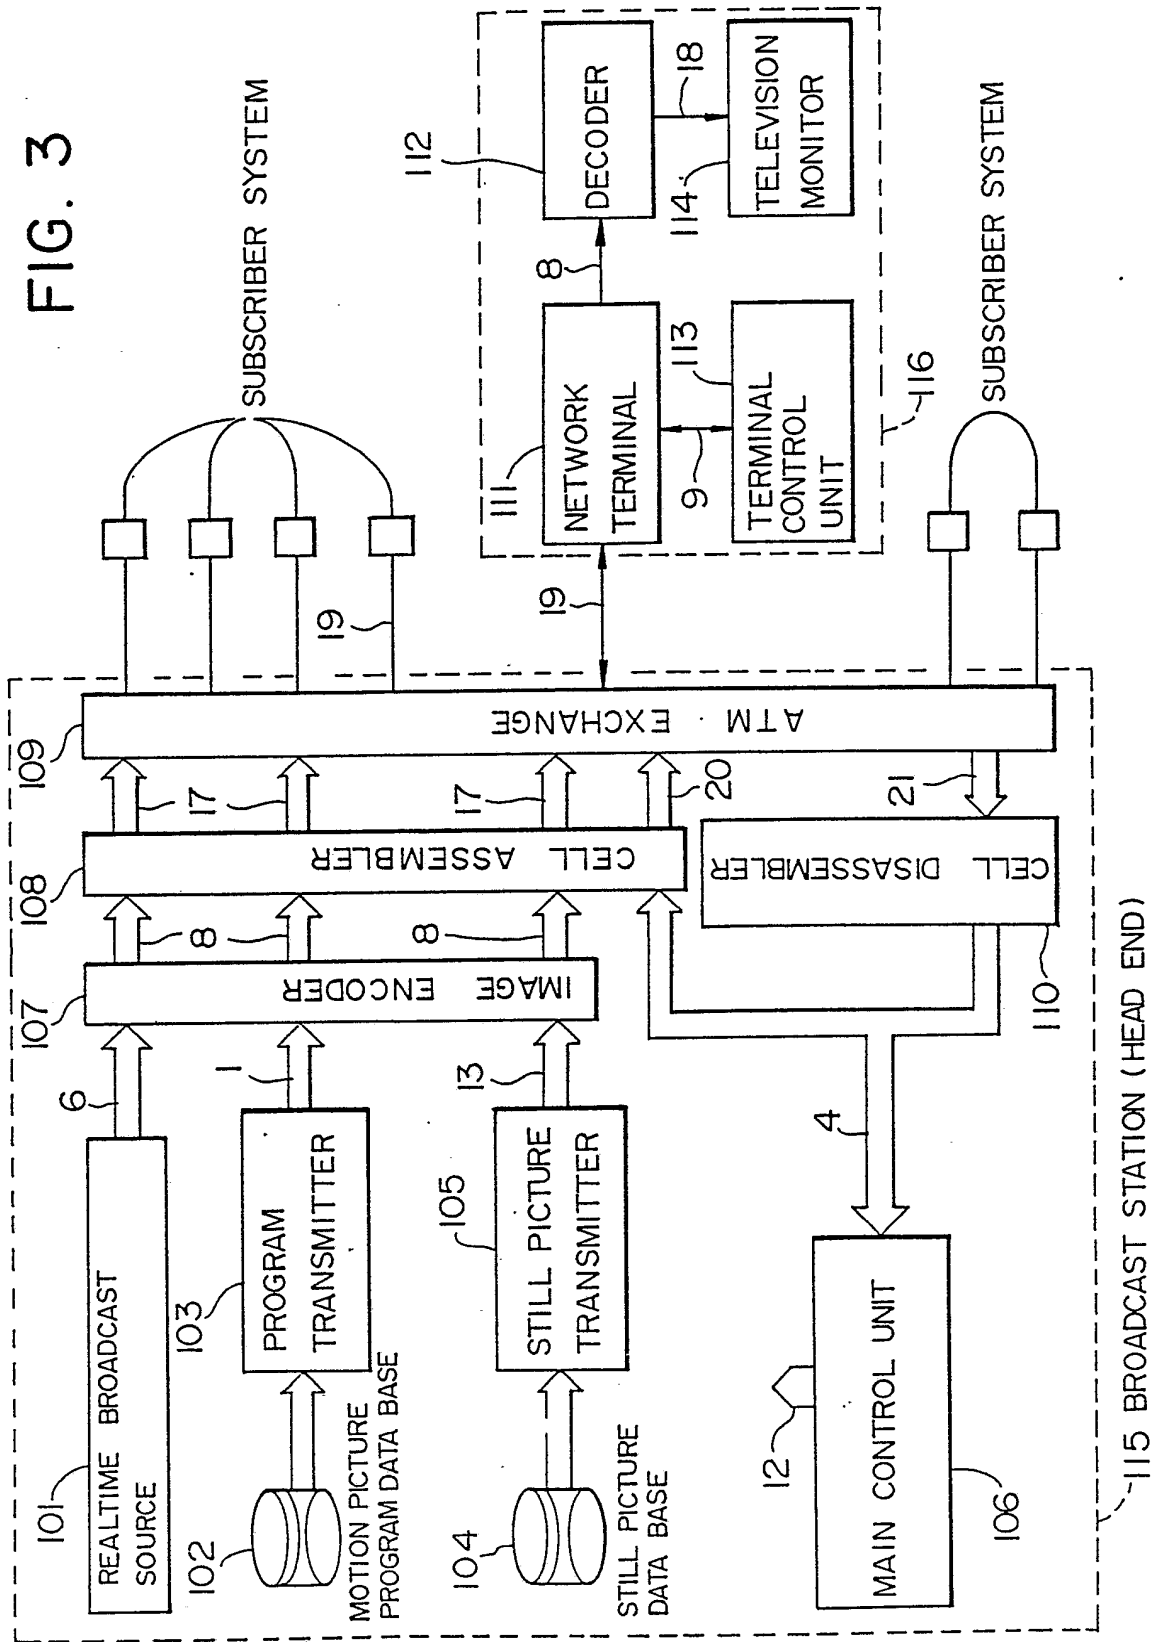 FIG. 3
101
REALTIME BROADCAST
SOURCE
6
107
IMAGE ENCODER
8
8
8
108
CELL ASSEMBLER
17
17
20
109
ATM EXCHANGE
SUBSCRIBER SYSTEM
19
102
MOTION PICTURE
PROGRAM DATA BASE
103
PROGRAM
TRANSMITTER
1
104
STILL PICTURE
DATA BASE
105
STILL PICTURE
TRANSMITTER
13
19
111
NETWORK
TERMINAL
8
112
DECODER
18
9
113
TERMINAL
CONTROL
UNIT
114
TELEVISION
MONITOR
116
12
MAIN CONTROL UNIT
106
4
CELL DISASSEMBLER
110
21
SUBSCRIBER SYSTEM
115 BROADCAST STATION (HEAD END)